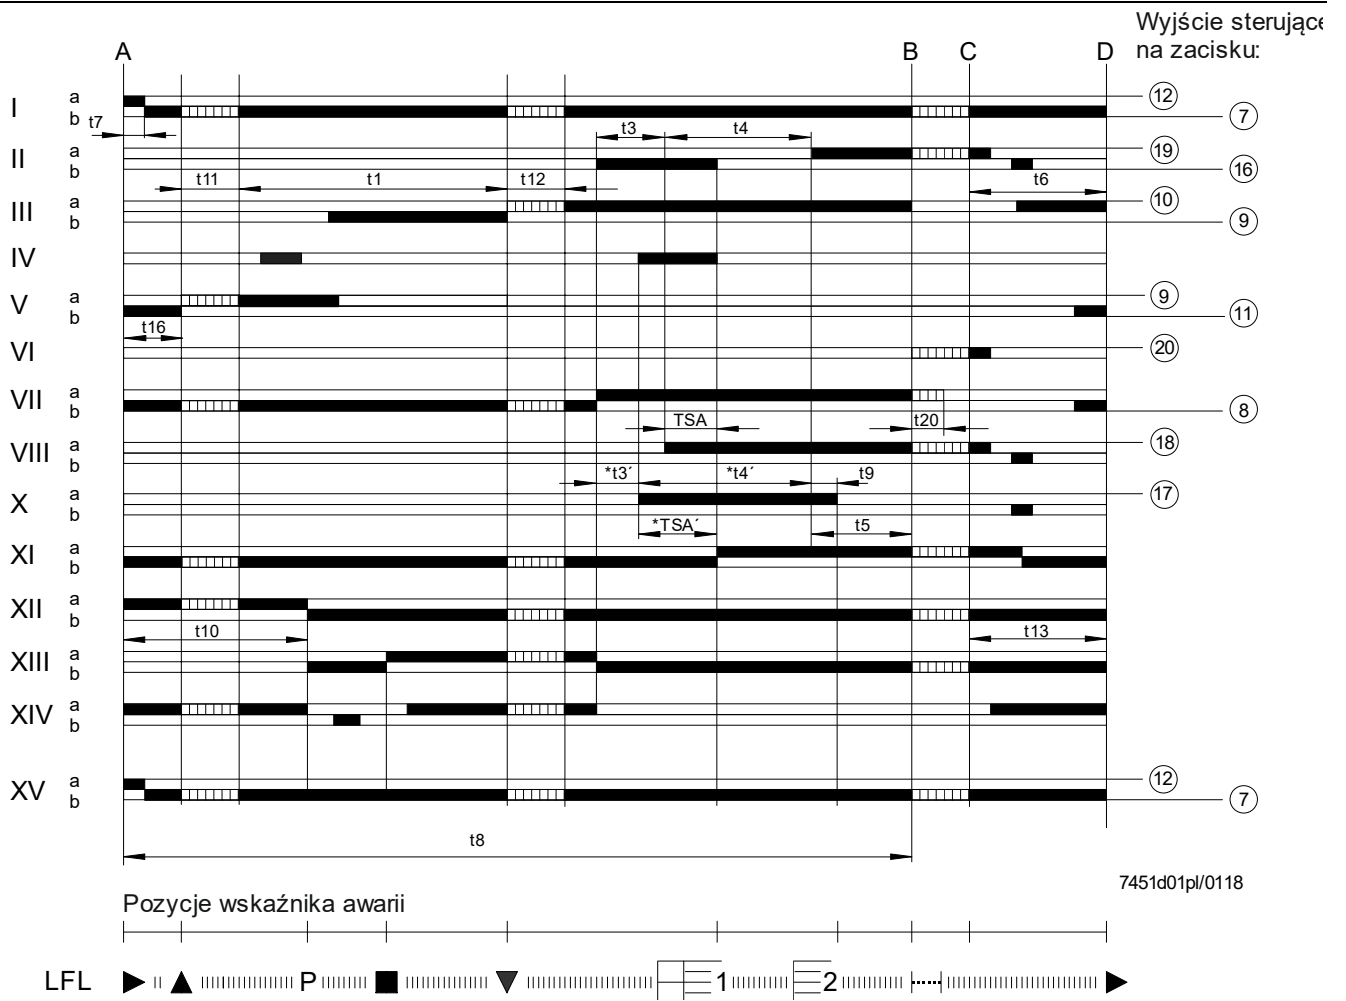 Wyjście sterujące
na zacisku:
A B C D
I a b 12 7
t7
t3 t4
II a b 19 16
t11 t1 t12 t6
III a b 10 9
IV
V a b 9 11
t16
VI 20
VII a b 8
TSA t20
VIII a b 18
*t3´ *t4´ t9
X a b 17
*TSA´ t5
XI a b
XII a b
t10 t13
XIII a b
XIV a b
XV a b 12 7
t8
7451d01pl/0118
Pozycje wskaźnika awarii
LFL P 1 2